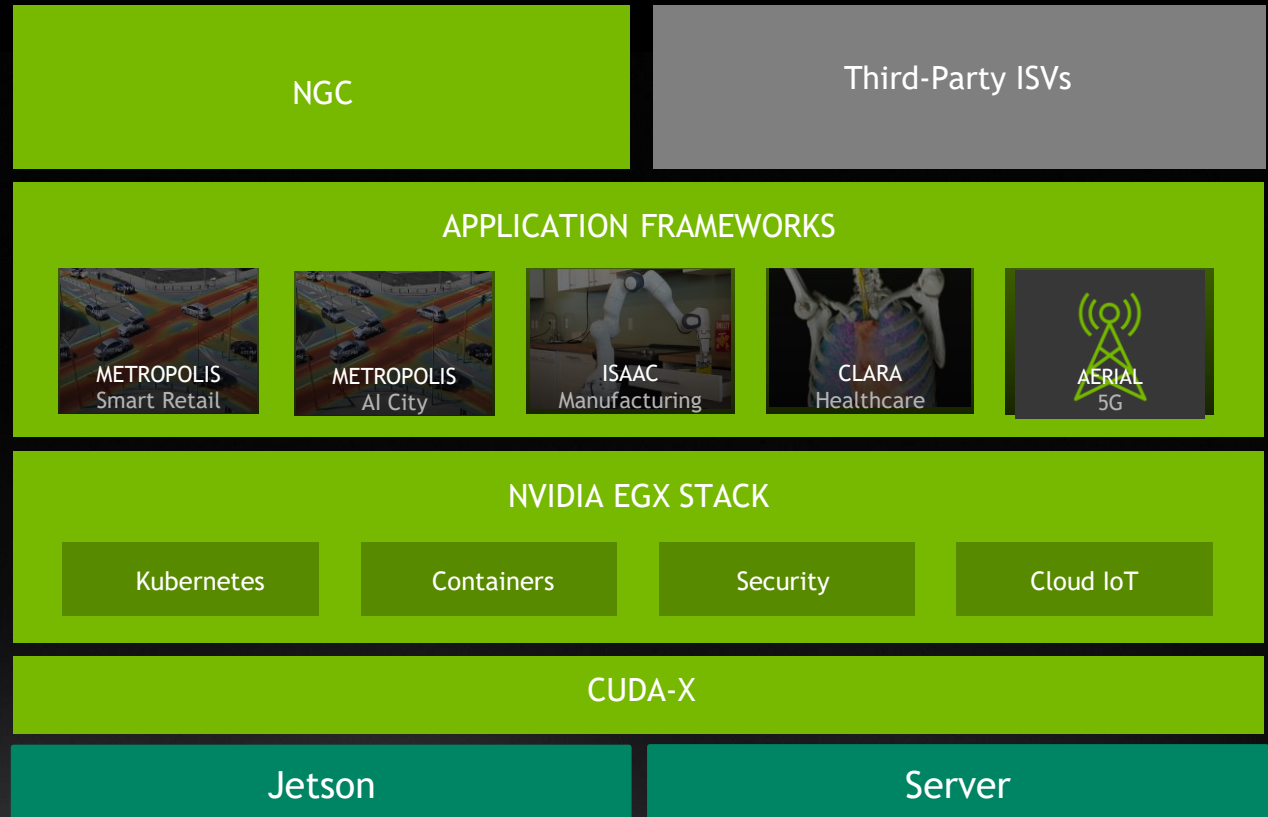 NGC
Third-Party ISVs
APPLICATION FRAMEWORKS
METROPOLIS
Smart Retail
METROPOLIS
AI City
ISAAC
Manufacturing
CLARA
Healthcare
AERIAL
5G
NVIDIA EGX STACK
Kubernetes
Containers
Security
Cloud IoT
CUDA-X
Jetson
Server